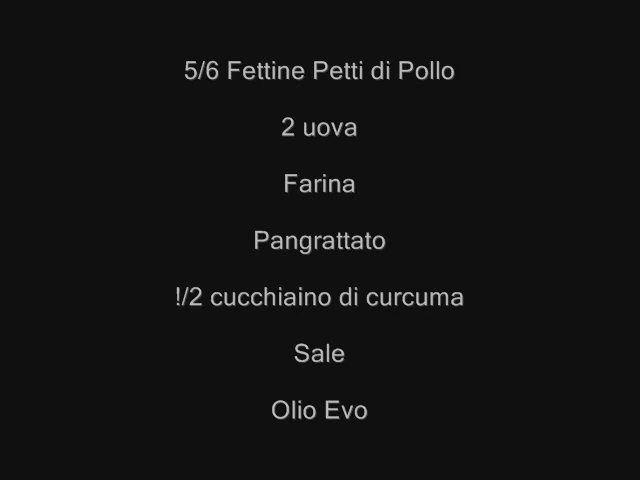 5/6 Fettine Petti di Pollo
2 uova
Farina
Pangrattato
!/2 cucchiaino di curcuma
Sale
Olio Evo